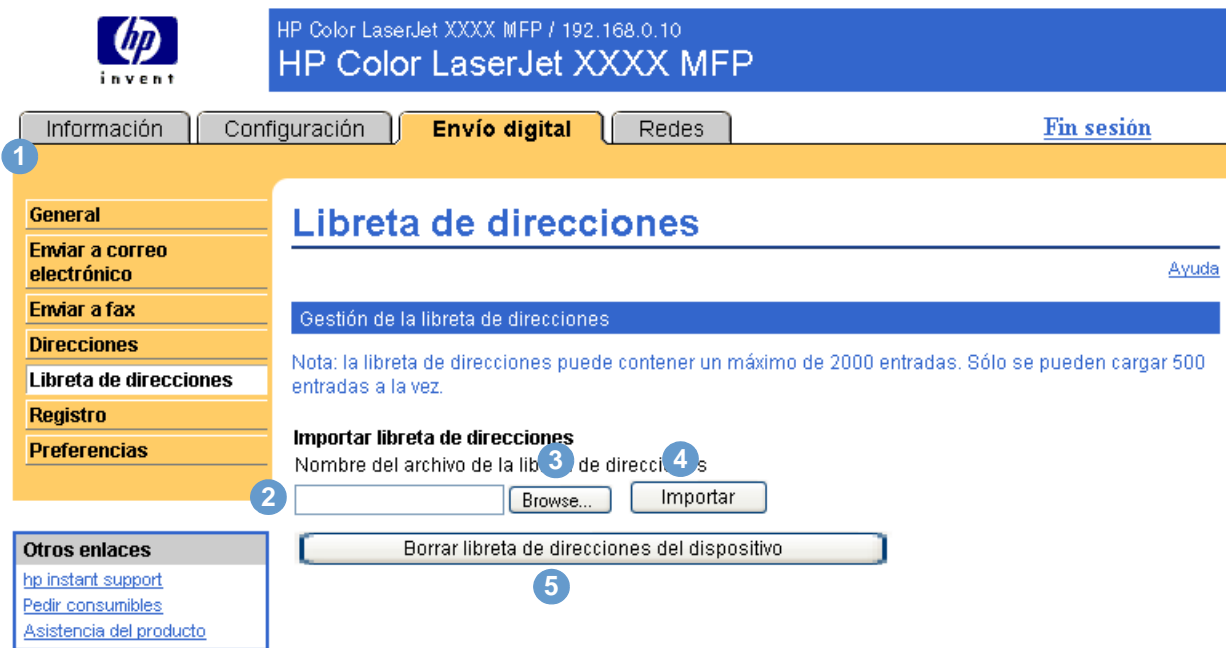 hp
invent
HP Color LaserJet XXXX MFP / 192.168.0.10
HP Color LaserJet XXXX MFP
Información Configuración Envío digital Redes Fin sesión
1
General
Enviar a correo
electrónico
Enviar a fax
Direcciones
Libreta de direcciones
Registro
Preferencias
Otros enlaces
hp instant support
Pedir consumibles
Asistencia del producto
Libreta de direcciones
Ayuda
Gestión de la libreta de direcciones
Nota: la libreta de direcciones puede contener un máximo de 2000 entradas. Sólo se pueden cargar 500
entradas a la vez.
Importar libreta de direcciones
Nombre del archivo de la libreta de direcciones
3 4
2 Browse... Importar
Borrar libreta de direcciones del dispositivo
5